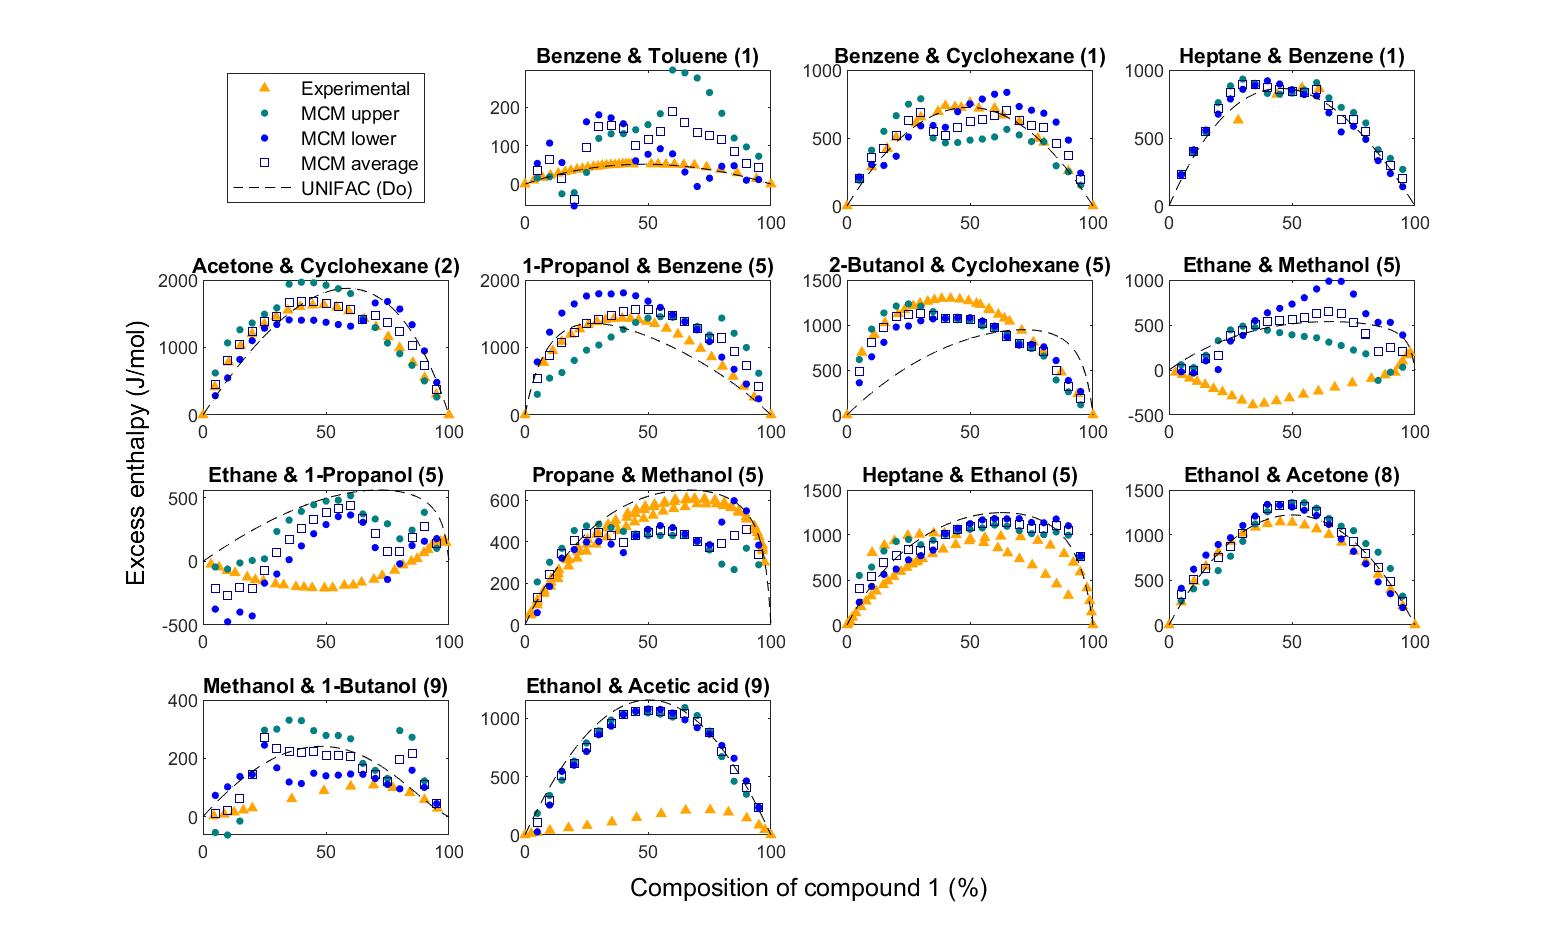 Benzene & Toluene (1)
Benzene & Cyclohexane (1)
Heptane & Benzene (1)
Experimental
MCM upper
MCM lower
MCM average
UNIFAC (Do)
200
100
0
0 50 100
1000
500
0
0 50 100
1000
500
0
0 50 100
Acetone & Cyclohexane (2)
1-Propanol & Benzene (5)
2-Butanol & Cyclohexane (5)
Ethane & Methanol (5)
2000
1000
0
0 50 100
2000
1000
0
0 50 100
1500
1000
500
0
0 50 100
1000
500
0
-500
0 50 100
Excess enthalpy (J/mol)
Ethane & 1-Propanol (5)
Propane & Methanol (5)
Heptane & Ethanol (5)
Ethanol & Acetone (8)
500
0
-500
0 50 100
600
400
200
0
0 50 100
1500
1000
500
0
0 50 100
1500
1000
500
0
0 50 100
Methanol & 1-Butanol (9)
Ethanol & Acetic acid (9)
400
200
0
0 50 100
1000
500
0
0 50 100
Composition of compound 1 (%)